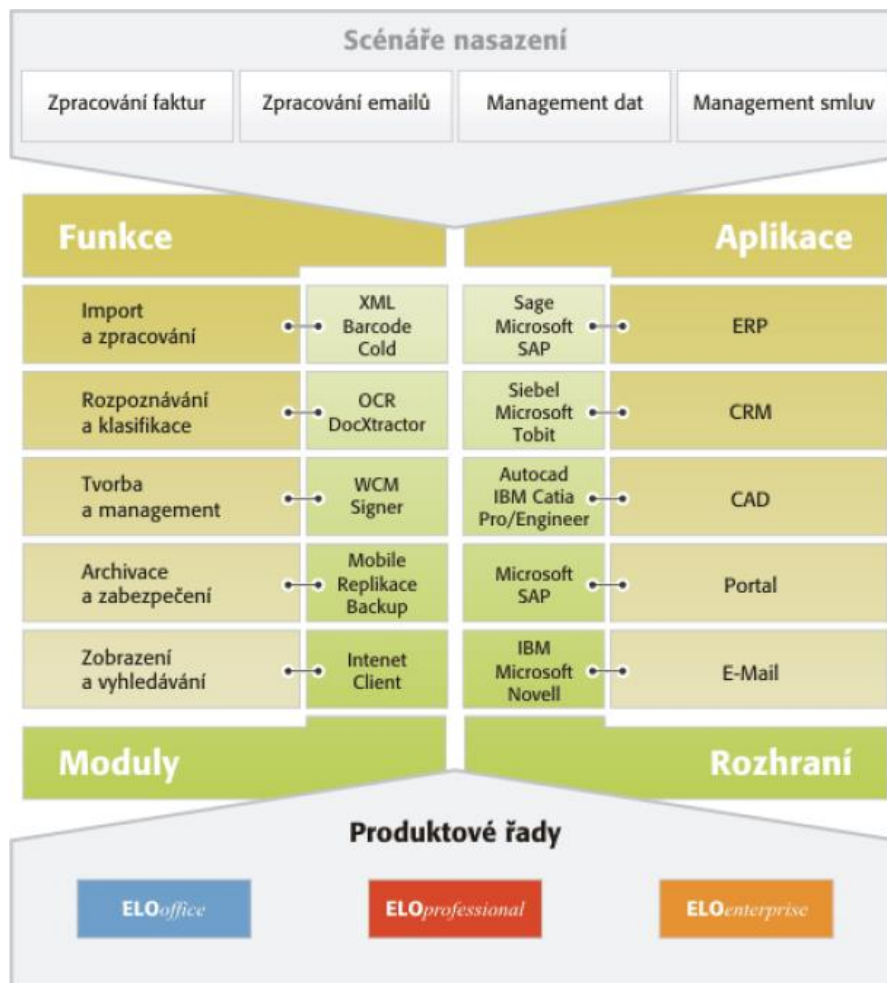 Scénáře nasazení
Zpracování faktur
Zpracování emailů
Management dat
Management smluv
Funkce
Aplikace
Import
a zpracování
XML
Barcode
Cold
Sage
Microsoft
SAP
ERP
Rozpoznávání
a klasifikace
OCR
DocXtractor
Siebel
Microsoft
Tobit
CRM
Tvorba
a management
WCM
Signer
Autocad
IBM Catia
Pro/Engineer
CAD
Archivace
a zabezpečení
Mobile
Replikace
Backup
Microsoft
SAP
Portal
Zobrazení
a vyhledávání
Intenet
Client
IBM
Microsoft
Novell
E-Mail
Moduly
Rozhraní
Produktové řady
ELOoffice
ELOprofessional
ELOenterprise